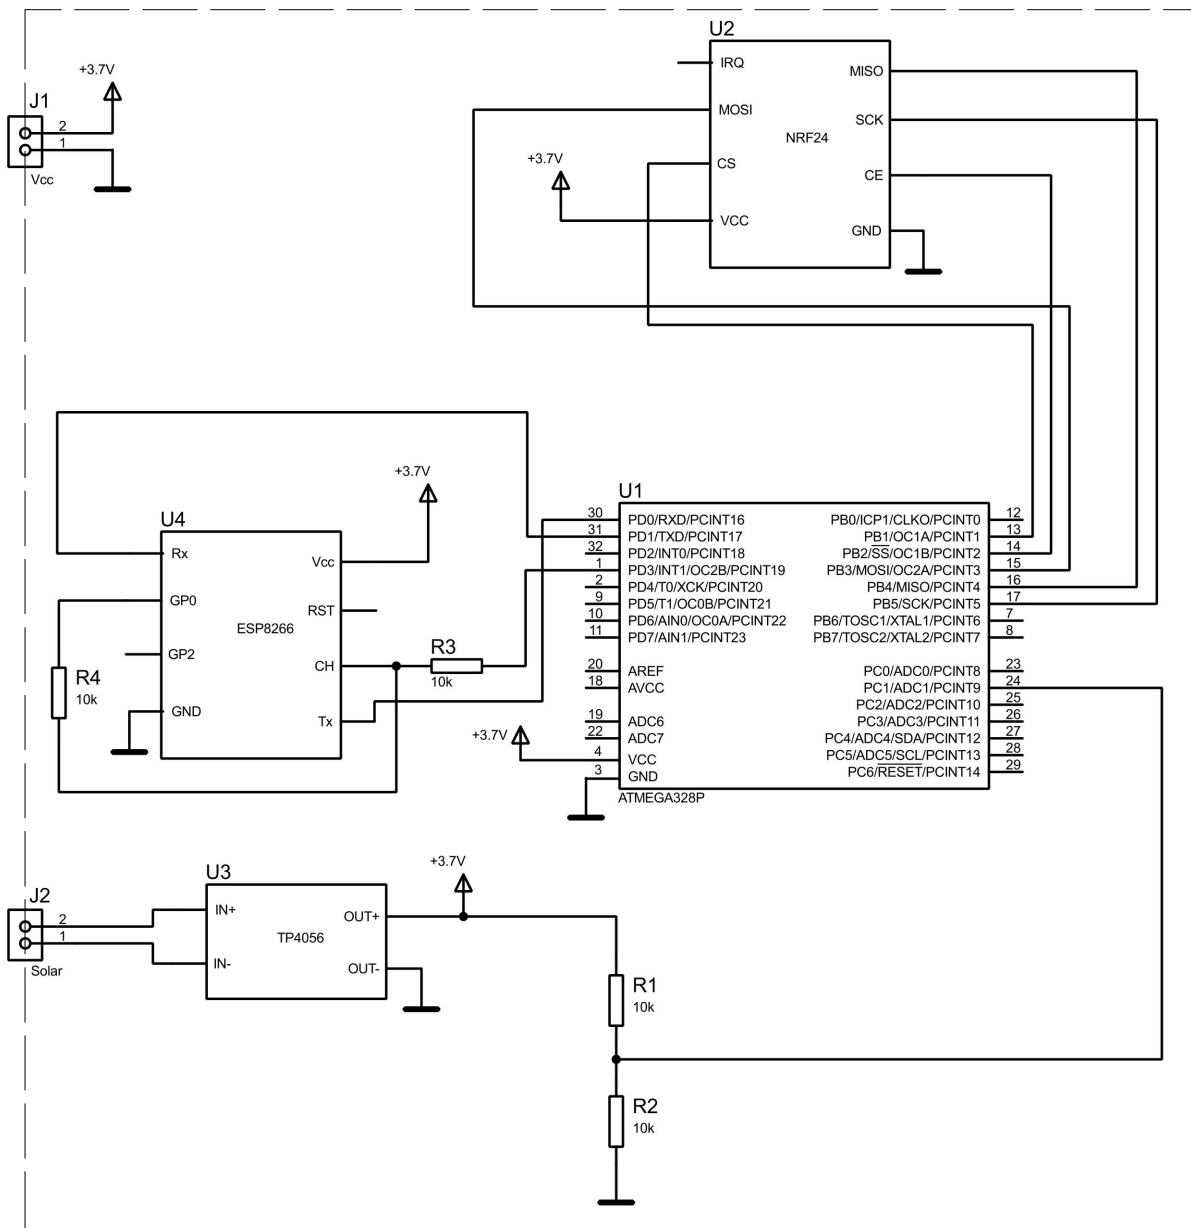 U2
NRF24
IRQ
MOSI
CS
VCC
MISO
SCK
CE
GND
+3.7V
J1
2
1
Vcc
+3.7V
+3.7V
U4
ESP8266
Rx
GP0
GP2
GND
Vcc
RST
CH
Tx
R3
10k
R4
10k
U1
30 PD0/RXD/PCINT16
31 PD1/TXD/PCINT17
32 PD2/INT0/PCINT18
1 PD3/INT1/OC2B/PCINT19
2 PD4/T0/XCK/PCINT20
9 PD5/T1/OC0B/PCINT21
10 PD6/AIN0/OC0A/PCINT22
11 PD7/AIN1/PCINT23
20 AREF
18 AVCC
19 ADC6
22 ADC7
4 VCC
3 GND
PB0/ICP1/CLKO/PCINT0 12
PB1/OC1A/PCINT1 13
PB2/SS/OC1B/PCINT2 14
PB3/MOSI/OC2A/PCINT3 15
PB4/MISO/PCINT4 16
PB5/SCK/PCINT5 17
PB6/TOSC1/XTAL1/PCINT6 7
PB7/TOSC2/XTAL2/PCINT7 8
PC0/ADC0/PCINT8 23
PC1/ADC1/PCINT9 24
PC2/ADC2/PCINT10 25
PC3/ADC3/PCINT11 26
PC4/ADC4/SDA/PCINT12 27
PC5/ADC5/SCL/PCINT13 28
PC6/RESET/PCINT14 29
ATMEGA328P
+3.7V
J2
2
1
Solar
U3
TP4056
IN+
IN-
OUT+
OUT-
+3.7V
R1
10k
R2
10k